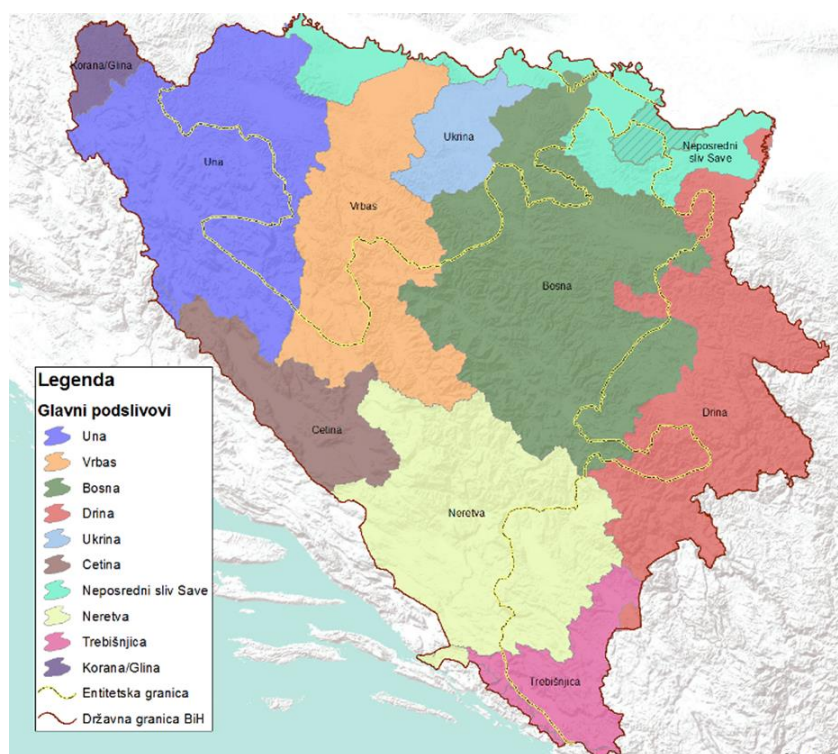 Korana/Glina
Una
Vrbas
Ukrina
Neposredni
sliv Save
Bosna
Drina
Cetina
Neretva
Trebišnjica
Legenda
Glavni podslivovi
Una
Vrbas
Bosna
Drina
Ukrina
Cetina
Neposredni sliv Save
Neretva
Trebišnjica
Korana/Glina
Entitetska granica
Državna granica BiH